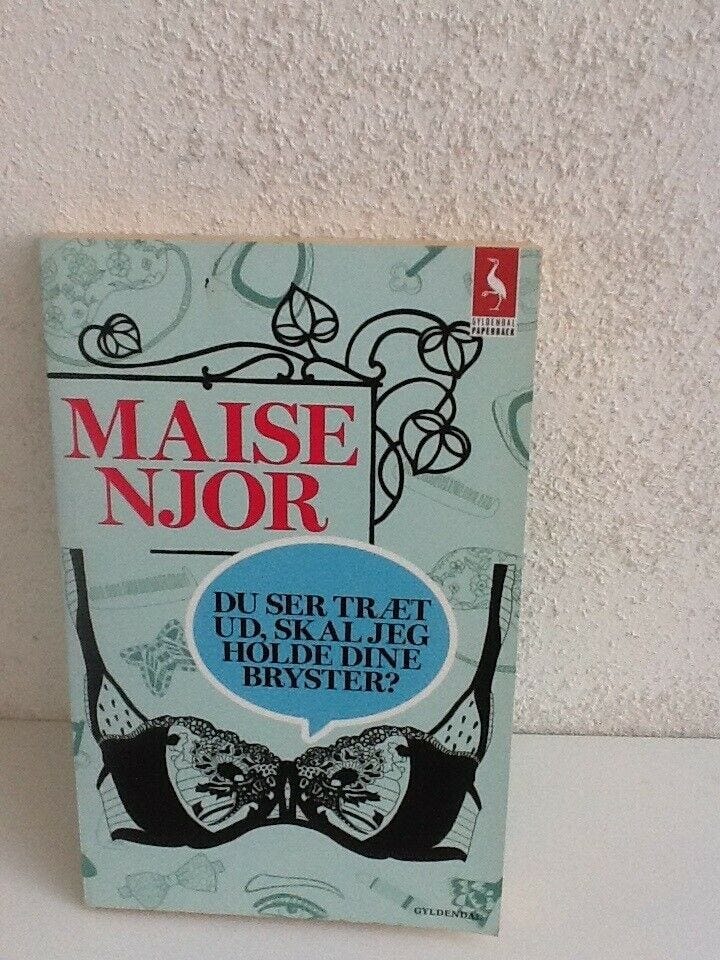 GYLDENDAL
PAPERBACK
MAISE
NJOR
DU SER TRÆT
UD, SKAL JEG
HOLDE DINE
BRYSTER?
GYLDENDAL